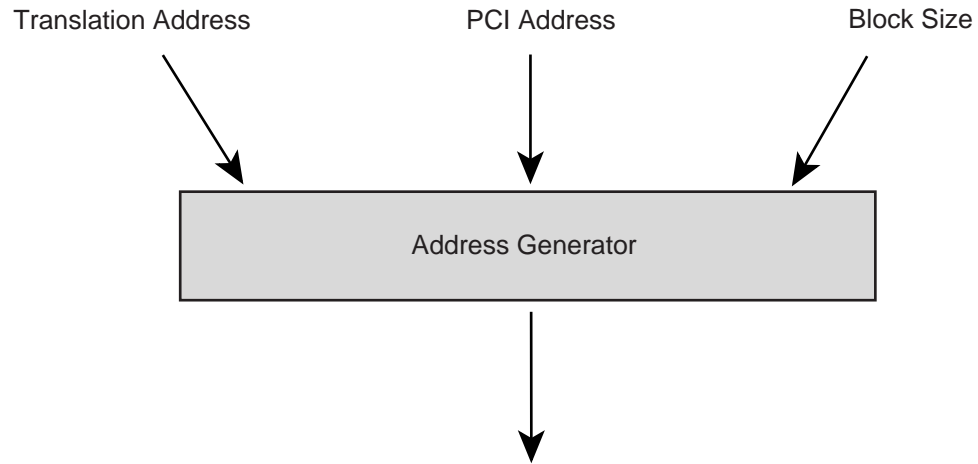 Translation Address
PCI Address
Block Size
Address Generator